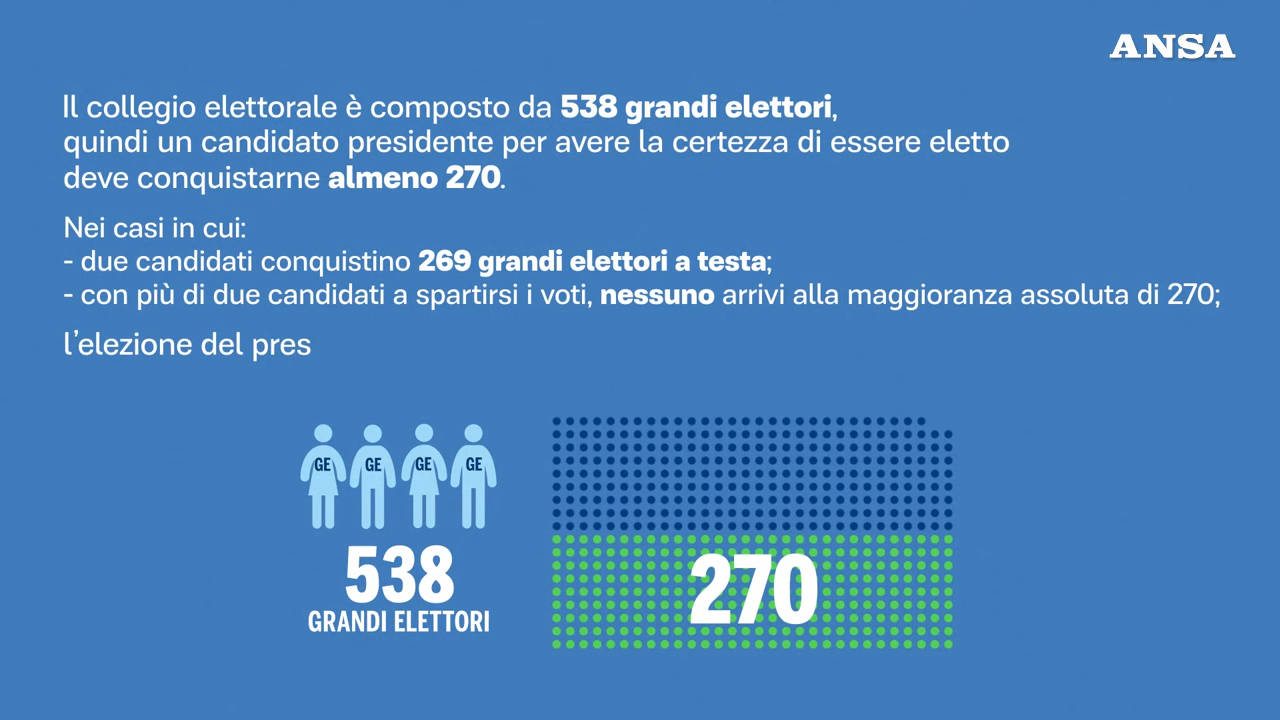 ANSA
Il collegio elettorale è composto da 538 grandi elettori,
quindi un candidato presidente per avere la certezza di essere eletto
deve conquistarne almeno 270.
Nei casi in cui:
- due candidati conquistino 269 grandi elettori a testa;
- con più di due candidati a spartirsi i voti, nessuno arrivi alla maggioranza assoluta di 270;
l'elezione del pres
GE GE GE GE
538
GRANDI ELETTORI
270